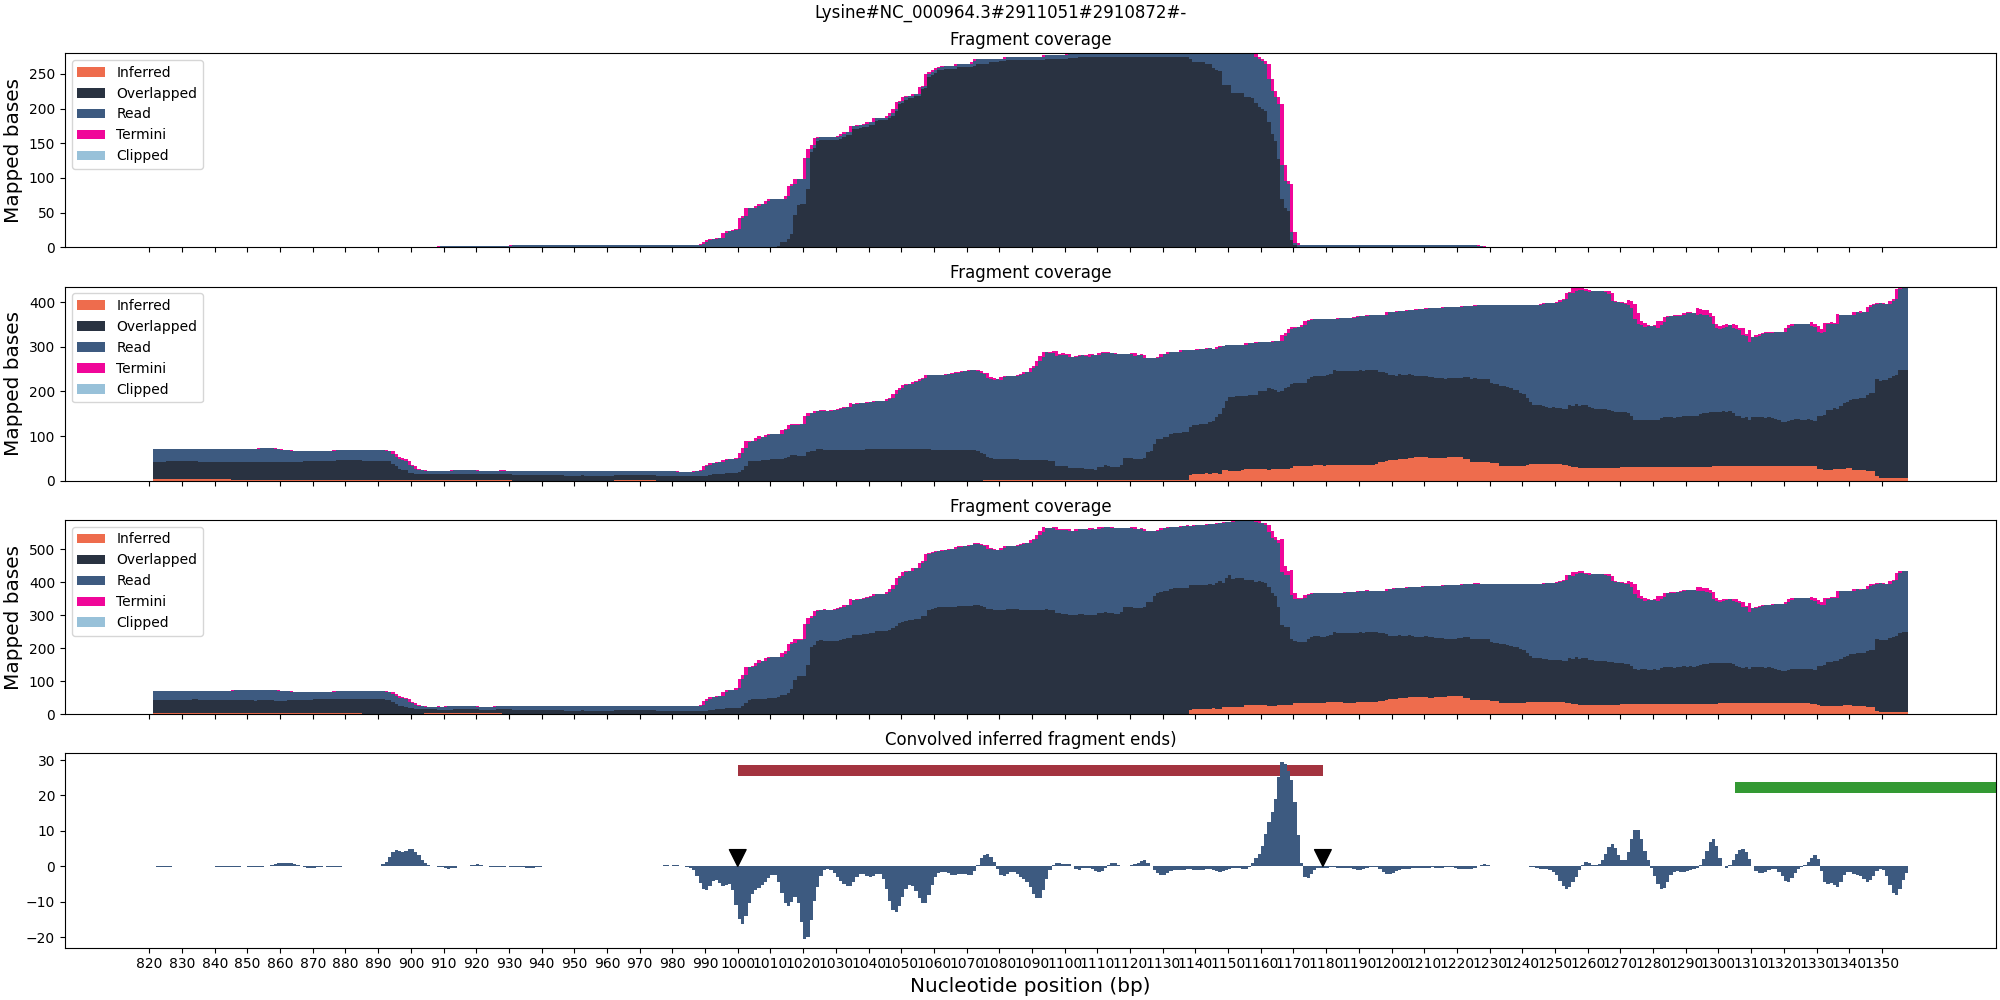 Lysine#NC_000964.3#2911051#2910872#-
Fragment coverage
Mapped bases
250
200
150
100
50
0
Inferred
Overlapped
Read
Termini
Clipped
Fragment coverage
Mapped bases
400
300
200
100
0
Inferred
Overlapped
Read
Termini
Clipped
Fragment coverage
Mapped bases
500
400
300
200
100
0
Inferred
Overlapped
Read
Termini
Clipped
Convolved inferred fragment ends)
30
20
10
0
−10
−20
820 830 840 850 860 870 880 890 900 910 920 930 940 950 960 970 980 990 1000 1010 1020 1030 1040 1050 1060 1070 1080 1090 1100 1110 1120 1130 1140 1150 1160 1170 1180 1190 1200 1210 1220 1230 1240 1250 1260 1270 1280 1290 1300 1310 1320 1330 1340 1350
Nucleotide position (bp)